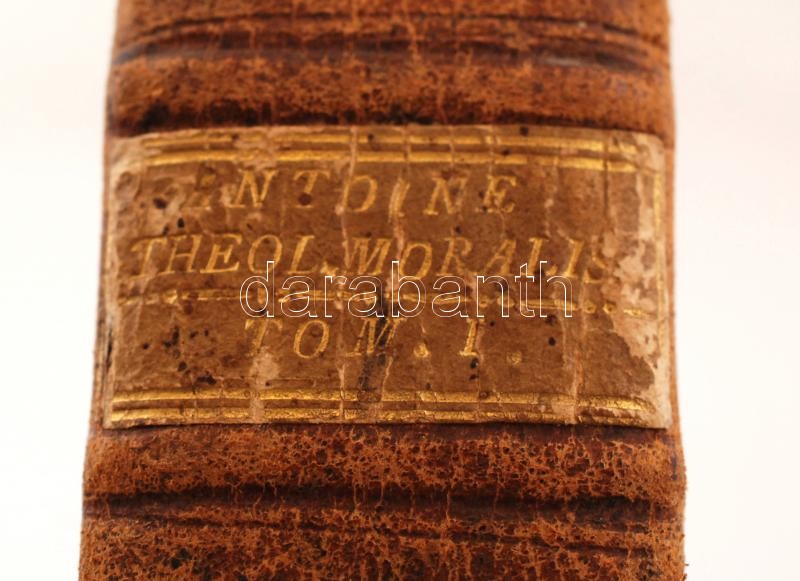 ANTOINE
THEOL. MORALIS
TOM. I.
darabanth